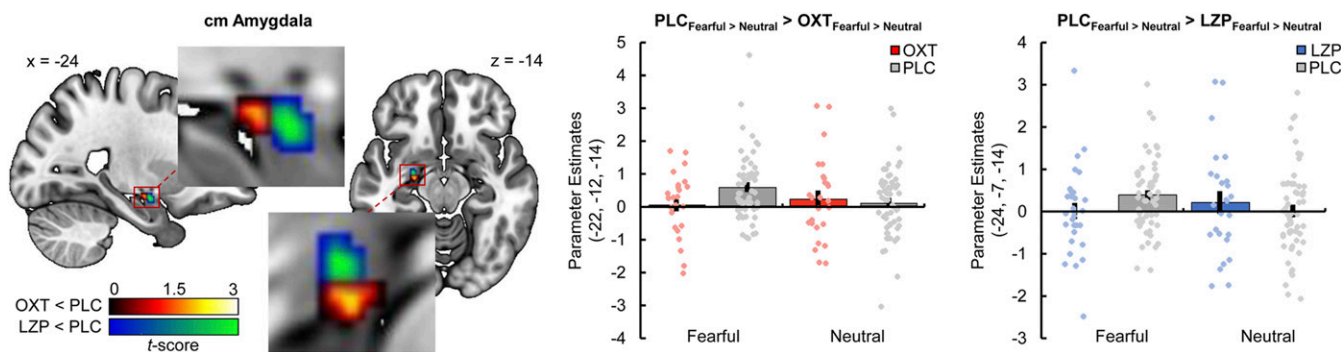 cm Amygdala
x = -24
z = -14
OXT < PLC
0 1.5 3
LZP < PLC
t-score
PLCFearful > Neutral > OXTFearful > Neutral
OXT
PLC
Parameter Estimates
(-22, -12, -14)
5
4
3
2
1
0
-1
-2
-3
-4
Fearful
Neutral
PLCFearful > Neutral > LZPFearful > Neutral
LZP
PLC
Parameter Estimates
(-24, -7, -14)
4
3
2
1
0
-1
-2
-3
Fearful
Neutral